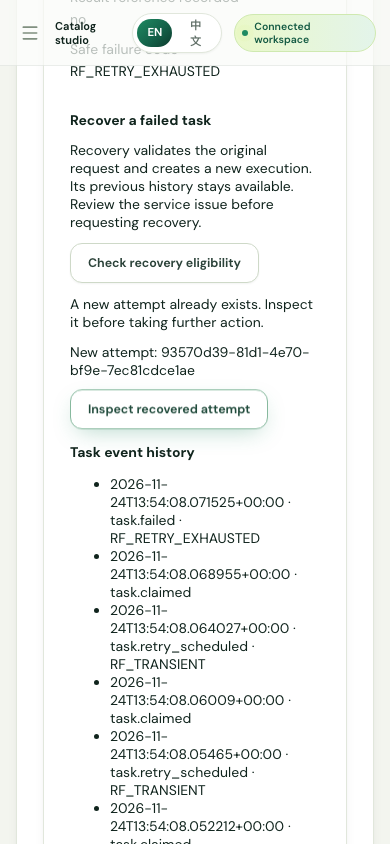 Result reference recorded
no
Catalog studio
EN
中文
Connected workspace
Safe failure code
RF_RETRY_EXHAUSTED
Recover a failed task
Recovery validates the original
request and creates a new execution.
Its previous history stays available.
Review the service issue before
requesting recovery.
Check recovery eligibility
A new attempt already exists. Inspect
it before taking further action.
New attempt: 93570d39-81d1-4e70-
bf9e-7ec81cdce1ae
Inspect recovered attempt
Task event history
2026-11-
24T13:54:08.071525+00:00 ·
task.failed ·
RF_RETRY_EXHAUSTED
2026-11-
24T13:54:08.068955+00:00 ·
task.claimed
2026-11-
24T13:54:08.064027+00:00 ·
task.retry_scheduled ·
RF_TRANSIENT
2026-11-
24T13:54:08.06009+00:00 ·
task.claimed
2026-11-
24T13:54:08.05465+00:00 ·
task.retry_scheduled ·
RF_TRANSIENT
2026-11-
24T13:54:08.052212+00:00 ·
task.claimed